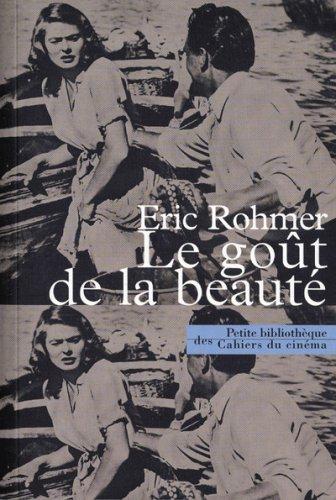 Eric Rohmer
Le goût
de la beauté
Petite bibliothèque
des Cahiers du cinéma